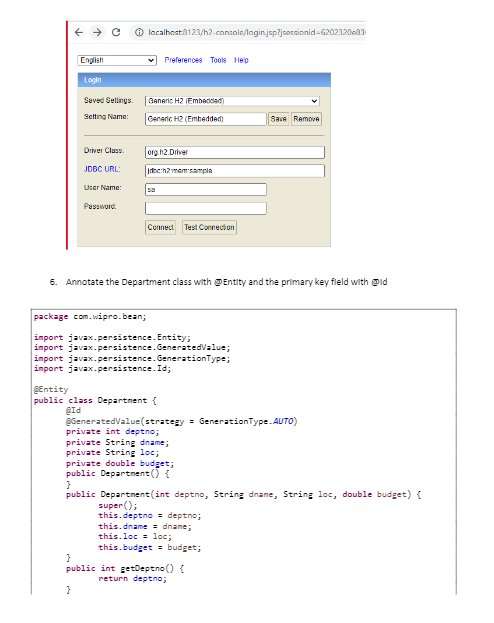 localhost:8123/h2-console/login.jsp?jsessionid=6202320e83
English Preferences Tools Help
Login
Saved Settings: Generic H2 (Embedded)
Setting Name: Generic H2 (Embedded) Save Remove
Driver Class: org.h2.Driver
JDBC URL: jdbc:h2:mem:sample
User Name: sa
Password:
Connect Test Connection
6. Annotate the Department class with @Entity and the primary key field with @Id
package com.wipro.bean;
import javax.persistence.Entity;
import javax.persistence.GeneratedValue;
import javax.persistence.GenerationType;
import javax.persistence.Id;
@Entity
public class Department {
@Id
@GeneratedValue(strategy = GenerationType.AUTO)
private int deptno;
private String dname;
private String loc;
private double budget;
public Department() {
}
public Department(int deptno, String dname, String loc, double budget) {
super();
this.deptno = deptno;
this.dname = dname;
this.loc = loc;
this.budget = budget;
}
public int getDeptno() {
return deptno;
}